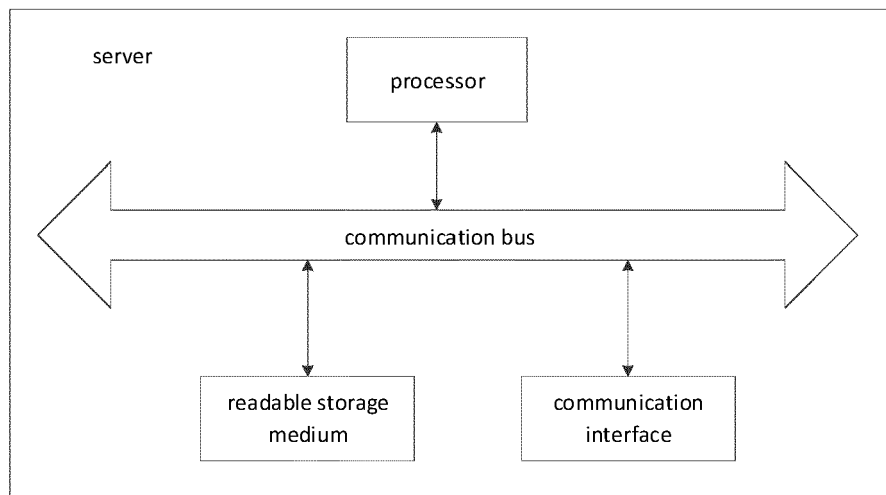 server
processor
communication bus
readable storage
medium
communication
interface